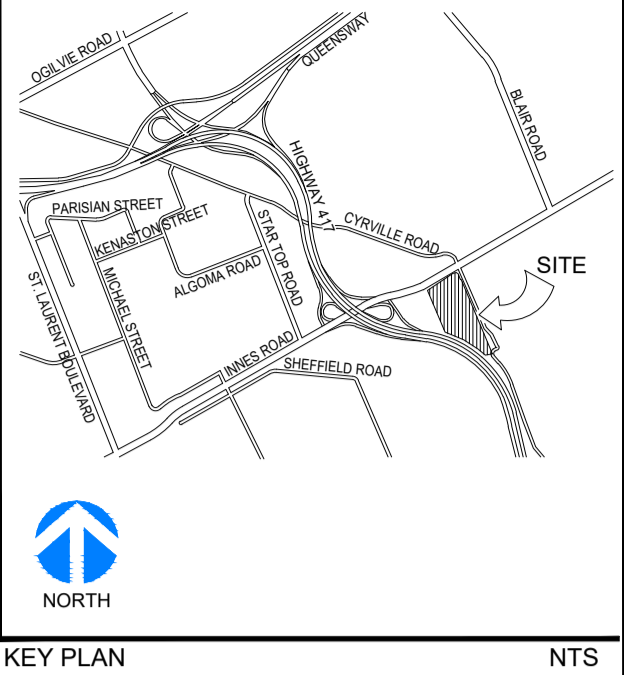 OGILVIE ROAD
QUEENSWAY
BLAIR ROAD
HIGHWAY 417
PARISIAN STREET
KENASTON STREET
CYRVILLE ROAD
STAR TOP ROAD
ALGOMA ROAD
SITE
MICHAEL STREET
ST. LAURENT BOULEVARD
INNES ROAD
SHEFFIELD ROAD
NORTH
KEY PLAN
NTS